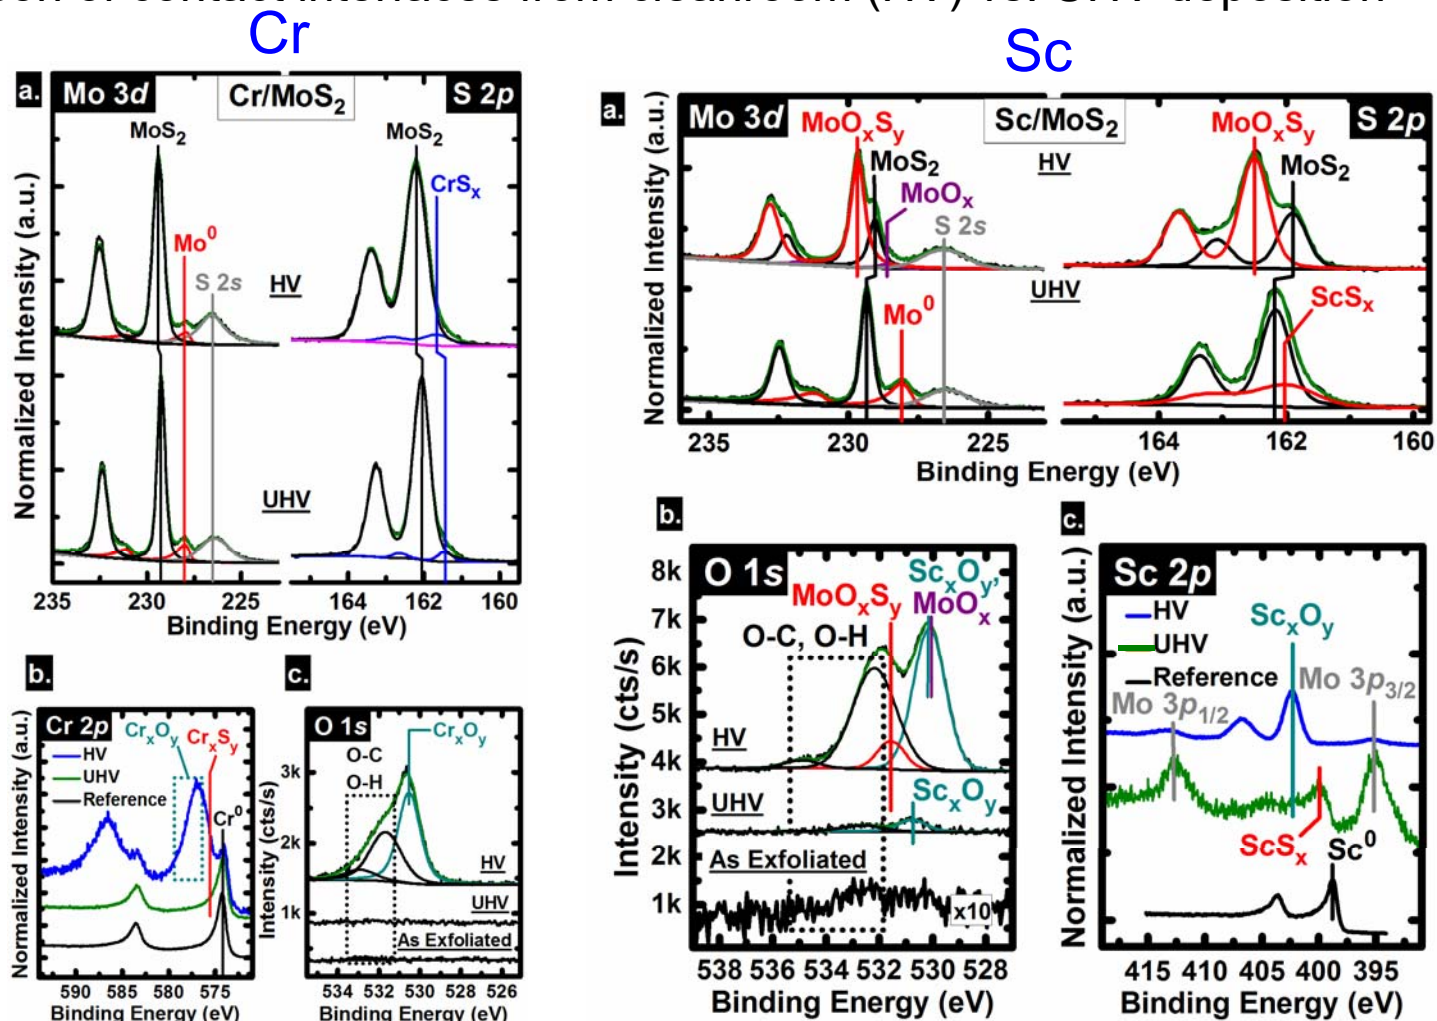 Cr
Sc
a.
Mo 3d
Cr/MoS2
S 2p
MoS2
MoS2
CrSx
Mo0
S 2s
HV
UHV
Normalized Intensity (a.u.)
235 230 225 164 162 160
Binding Energy (eV)
b.
Cr 2p
CrxOy
CrxSy
HV
UHV
Reference
Cr0
Normalized Intensity (a.u.)
590 585 580 575
Binding Energy (eV)
c.
O 1s
O-C
O-H
CrxOy
3k
2k
1k
HV
UHV
As Exfoliated
Intensity (cts/s)
534 532 530 528 526
Binding Energy (eV)
a.
Mo 3d
MoOxSy
Sc/MoS2
MoOxSy
S 2p
MoS2
HV
MoS2
MoOx
S 2s
UHV
ScSx
Mo0
Normalized Intensity (a.u.)
235 230 225 164 162 160
Binding Energy (eV)
b.
O 1s
ScxOy,
MoOxSy
MoOx
O-C, O-H
8k
7k
6k
5k
4k
3k
2k
1k
HV
UHV
ScxOy
As Exfoliated
x10
Intensity (cts/s)
538 536 534 532 530 528
Binding Energy (eV)
c.
Sc 2p
HV
UHV
Reference
ScxOy
Mo 3p3/2
Mo 3p1/2
ScSx
Sc0
Normalized Intensity (a.u.)
415 410 405 400 395
Binding Energy (eV)